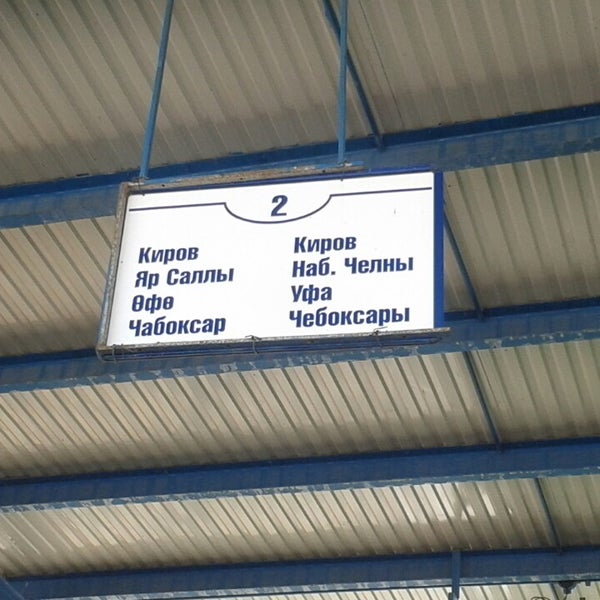 2
Киров
Яр Саллы
Өфө
Чабоксар
Киров
Наб. Челны
Уфа
Чебоксары